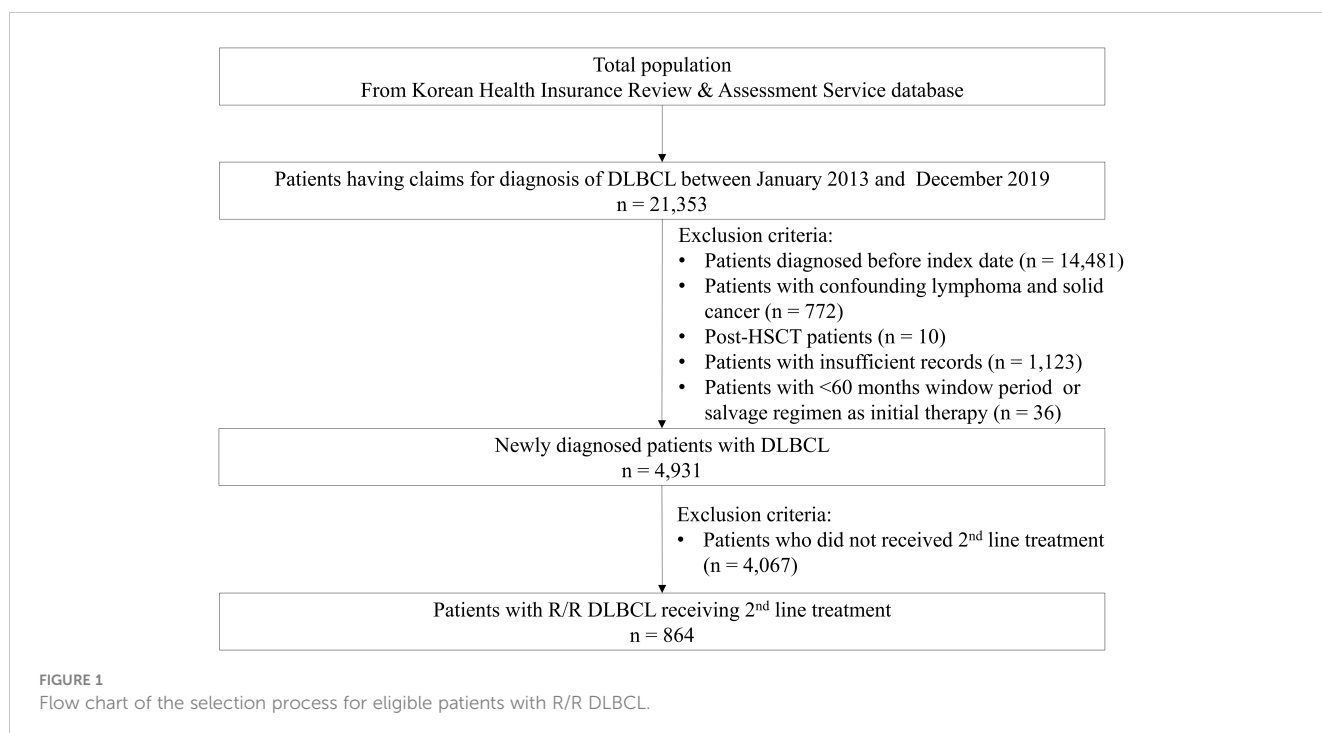 Total population
From Korean Health Insurance Review & Assessment Service database
Patients having claims for diagnosis of DLBCL between January 2013 and December 2019
n = 21,353
Exclusion criteria:
• Patients diagnosed before index date (n = 14,481)
• Patients with confounding lymphoma and solid
cancer (n = 772)
• Post-HSCT patients (n = 10)
• Patients with insufficient records (n = 1,123)
• Patients with <60 months window period or
salvage regimen as initial therapy (n = 36)
Newly diagnosed patients with DLBCL
n = 4,931
Exclusion criteria:
• Patients who did not received 2nd line treatment
(n = 4,067)
Patients with R/R DLBCL receiving 2nd line treatment
n = 864
FIGURE 1
Flow chart of the selection process for eligible patients with R/R DLBCL.